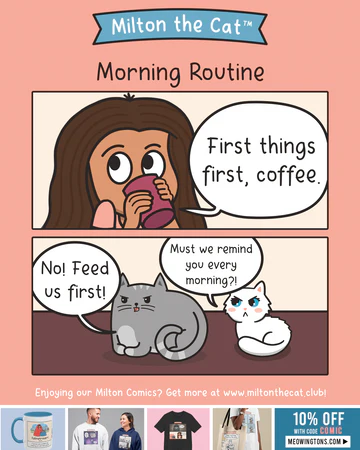 Milton the Cat™
Morning Routine
First things
first, coffee.
No! Feed
us first!
Must we remind
you every
morning?!
Enjoying our Milton Comics? Get more at www.miltonthecat.club!
10% OFF
WITH CODE COMIC
MEOWINGTONS.COM